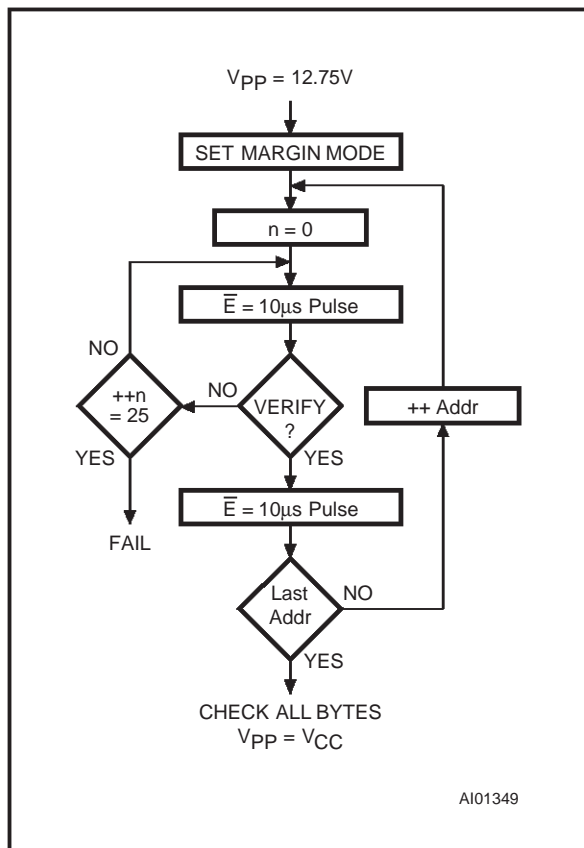 VPP = 12.75V
SET MARGIN MODE
n = 0
E̅ = 10µs Pulse
NO
++n
= 25
NO
VERIFY
?
++ Addr
YES
YES
E̅ = 10µs Pulse
FAIL
Last
Addr
NO
YES
CHECK ALL BYTES
VPP = VCC
AI01349